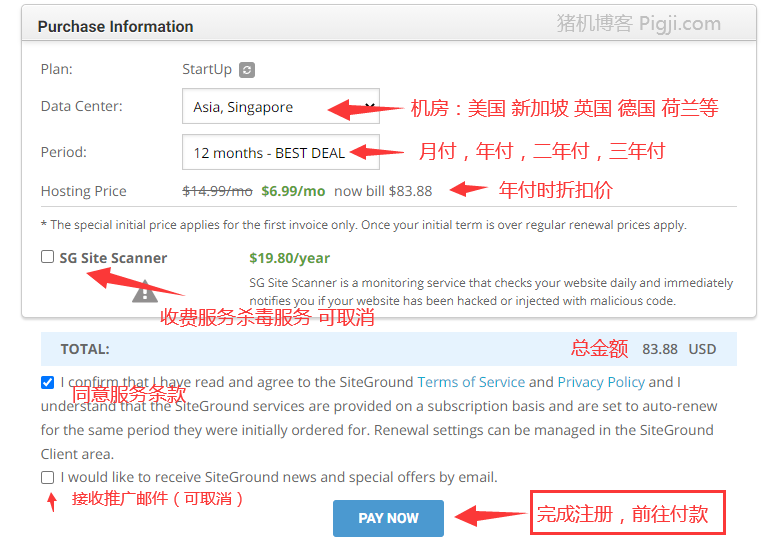 Purchase Information
猪机博客 Pigji.com
Plan: StartUp
Data Center: Asia, Singapore 机房：美国 新加坡 英国 德国 荷兰等
Period: 12 months - BEST DEAL 月付，年付，二年付，三年付
Hosting Price $14.99/mo $6.99/mo now bill $83.88 年付时折扣价
* The special initial price applies for the first invoice only. Once your initial term is over regular renewal prices apply.
SG Site Scanner $19.80/year
SG Site Scanner is a monitoring service that checks your website daily and immediately
notifies you if your website has been hacked or injected with malicious code.
收费服务杀毒服务 可取消
TOTAL: 总金额 83.88 USD
I confirm that I have read and agree to the SiteGround Terms of Service and Privacy Policy and I
同意服务条款
understand that the SiteGround services are provided on a subscription basis and are set to auto-renew
for the same period they were initially ordered for. Renewal settings can be managed in the SiteGround
Client area.
I would like to receive SiteGround news and special offers by email.
接收推广邮件（可取消）
PAY NOW 完成注册，前往付款